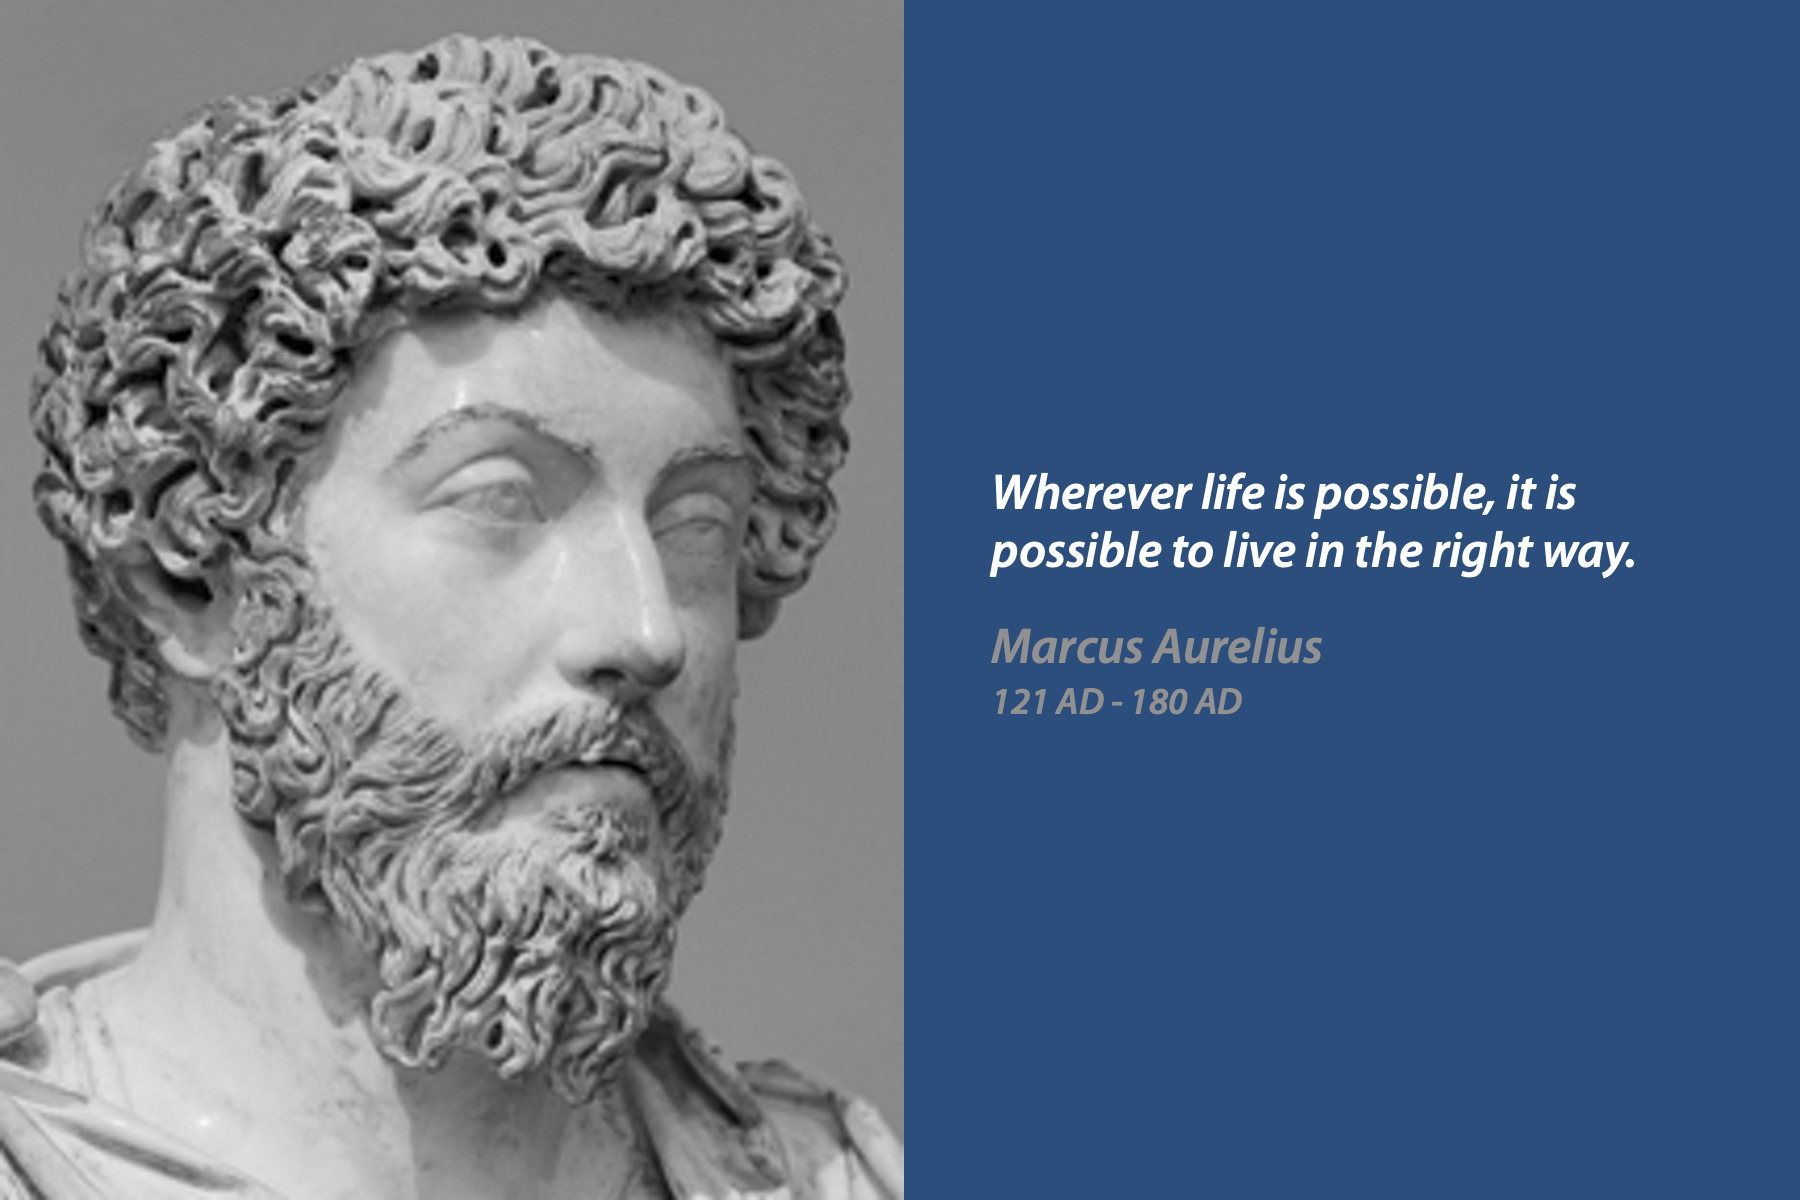 Wherever life is possible, it is
possible to live in the right way.
Marcus Aurelius
121 AD - 180 AD